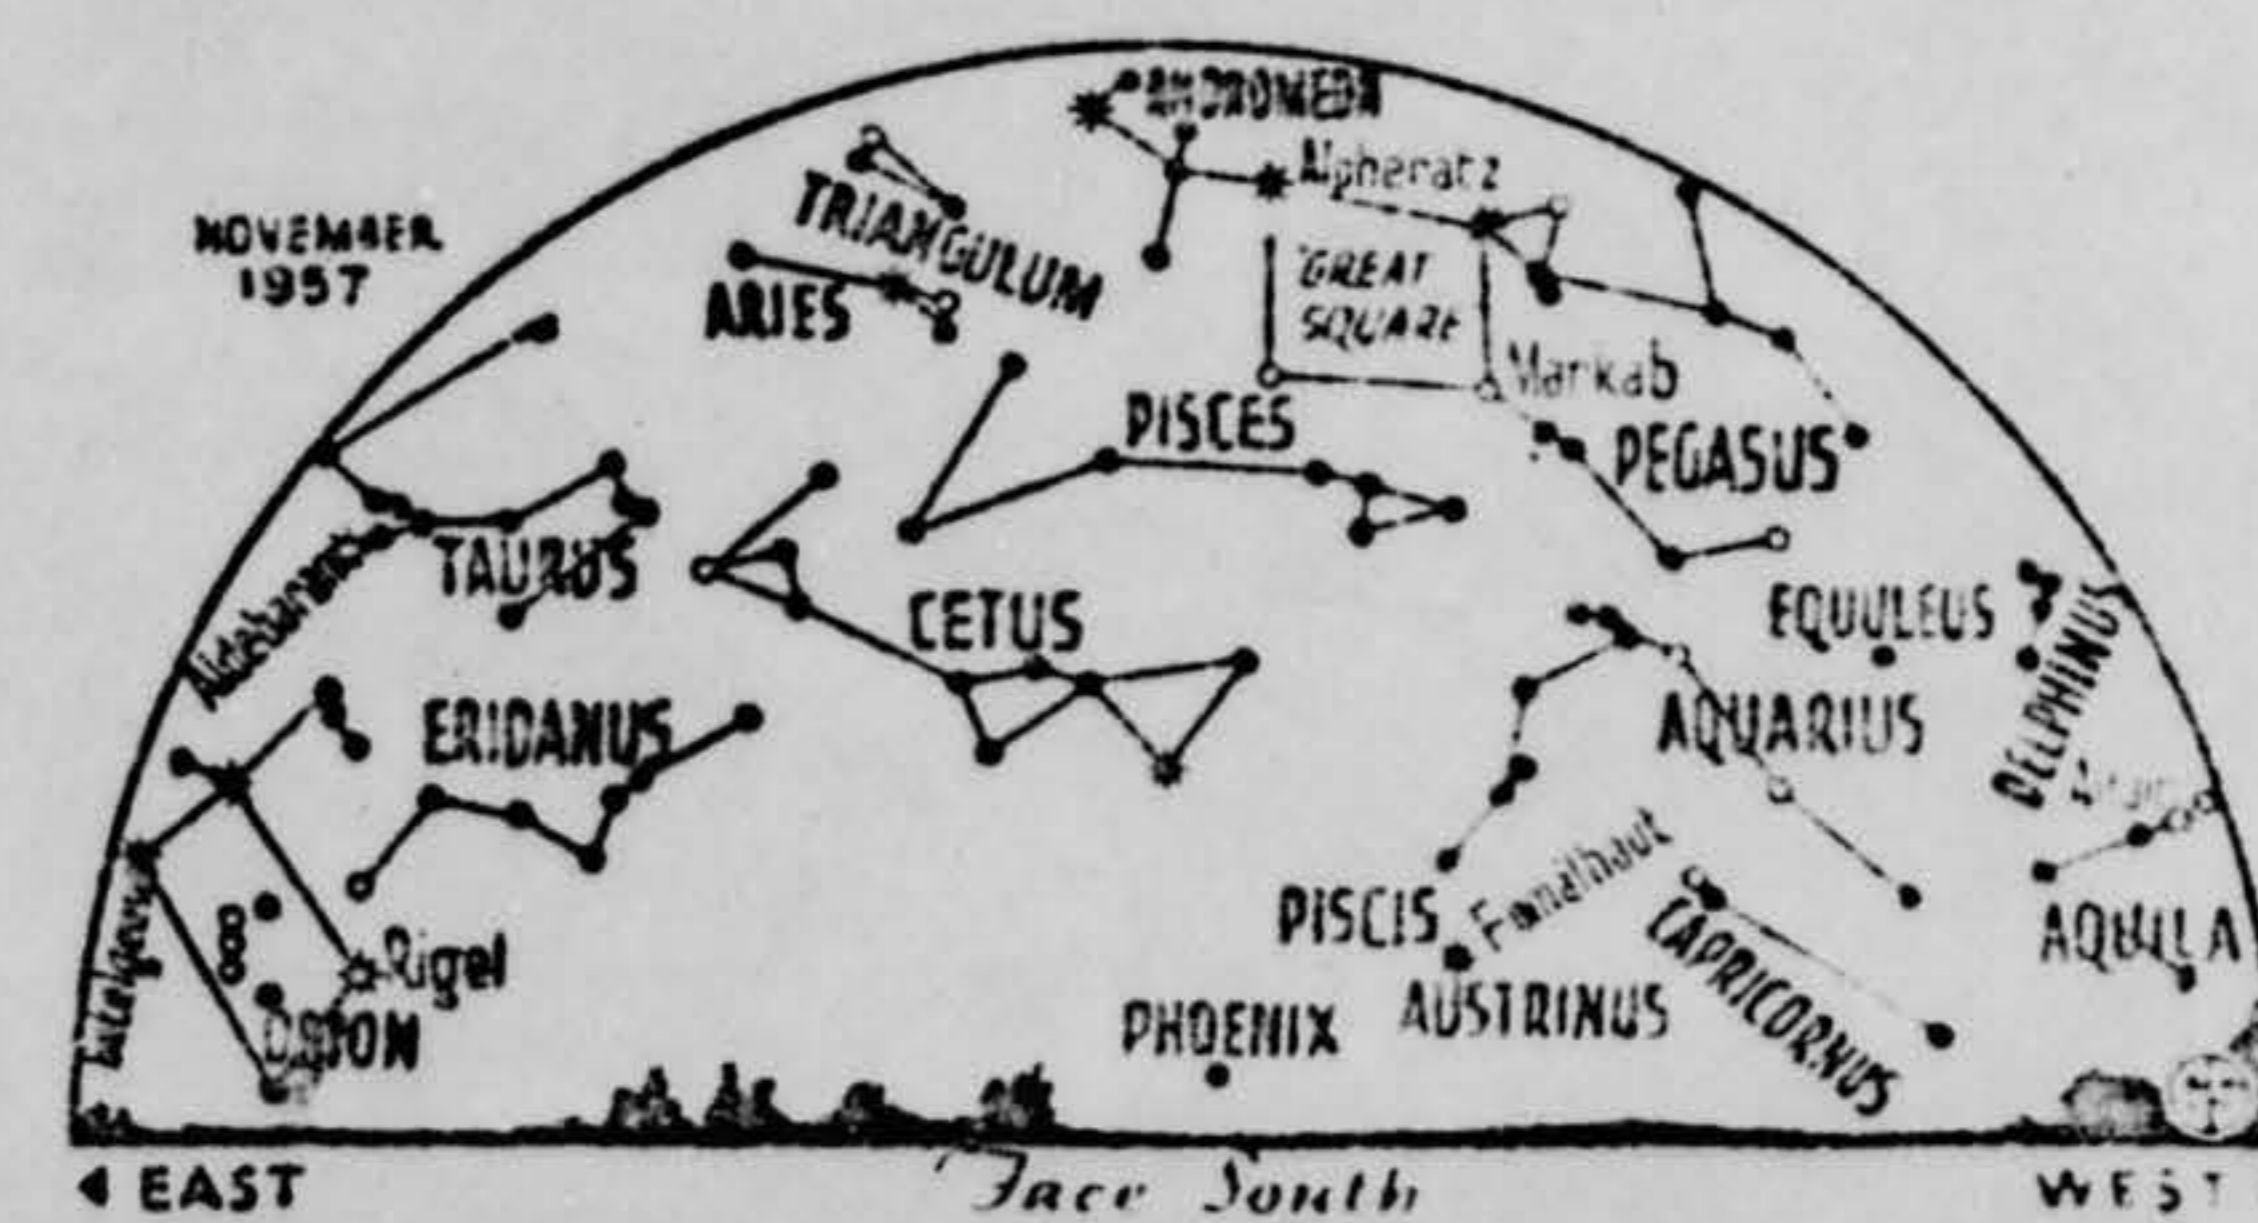 ANDROMEDA
Alpheratz
TRIANGULUM
NOVEMBER
1957
GREAT
SQUARE
ARIES
Markab
PISCES
PEGASUS
TAURUS
Aldebaran
CETUS
EQUULEUS
DELPHINUS
ERIDANUS
AQUARIUS
Fomalhaut
PISCIS
AUSTRINUS
CAPRICORNUS
AQUILA
Rigel
ORION
PHOENIX
EAST
Face South
WEST